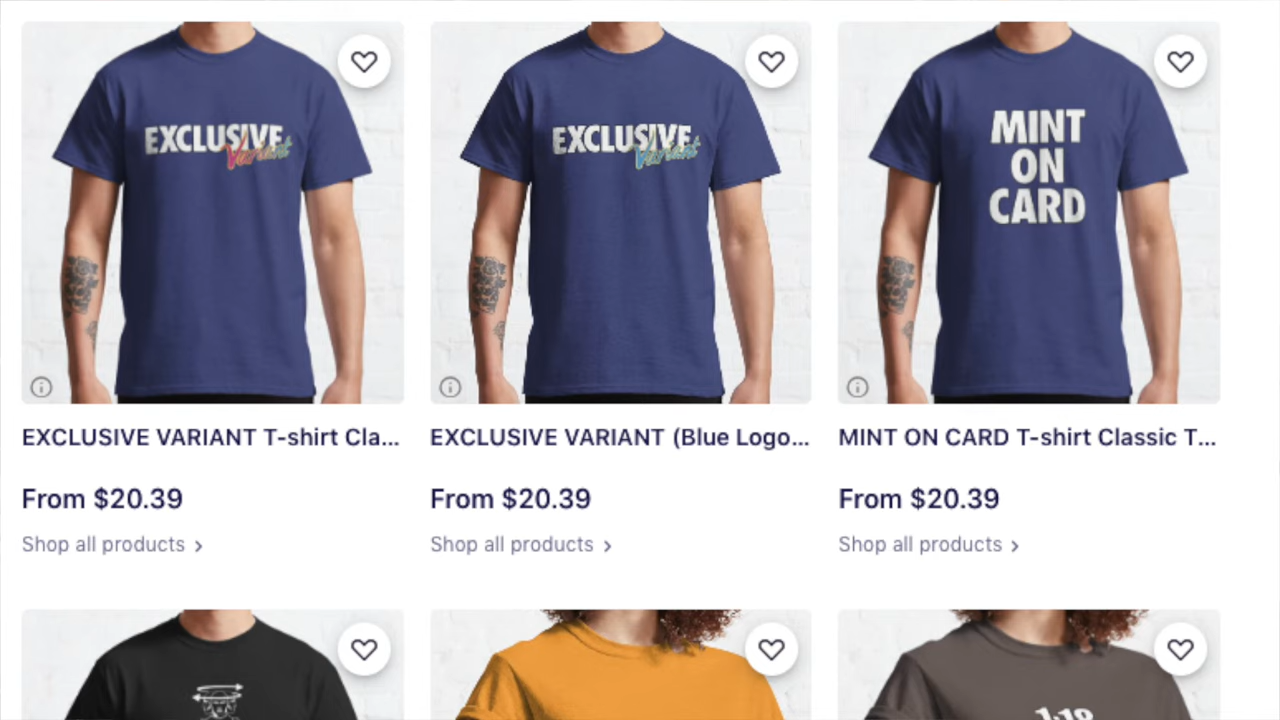 EXCLUSIVE
Variant
EXCLUSIVE
Variant
MINT
ON
CARD
EXCLUSIVE VARIANT T-shirt Cla...
EXCLUSIVE VARIANT (Blue Logo...
MINT ON CARD T-shirt Classic T...
From $20.39
From $20.39
From $20.39
Shop all products >
Shop all products >
Shop all products >
1:18